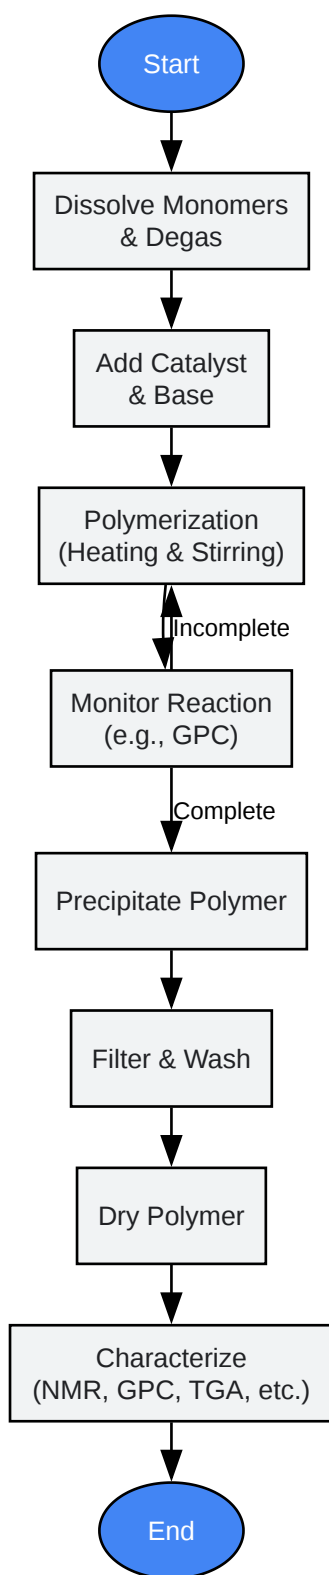 Start
Dissolve Monomers
& Degas
Add Catalyst
& Base
Polymerization
(Heating & Stirring)
Incomplete
Monitor Reaction
(e.g., GPC)
Complete
Precipitate Polymer
Filter & Wash
Dry Polymer
Characterize
(NMR, GPC, TGA, etc.)
End